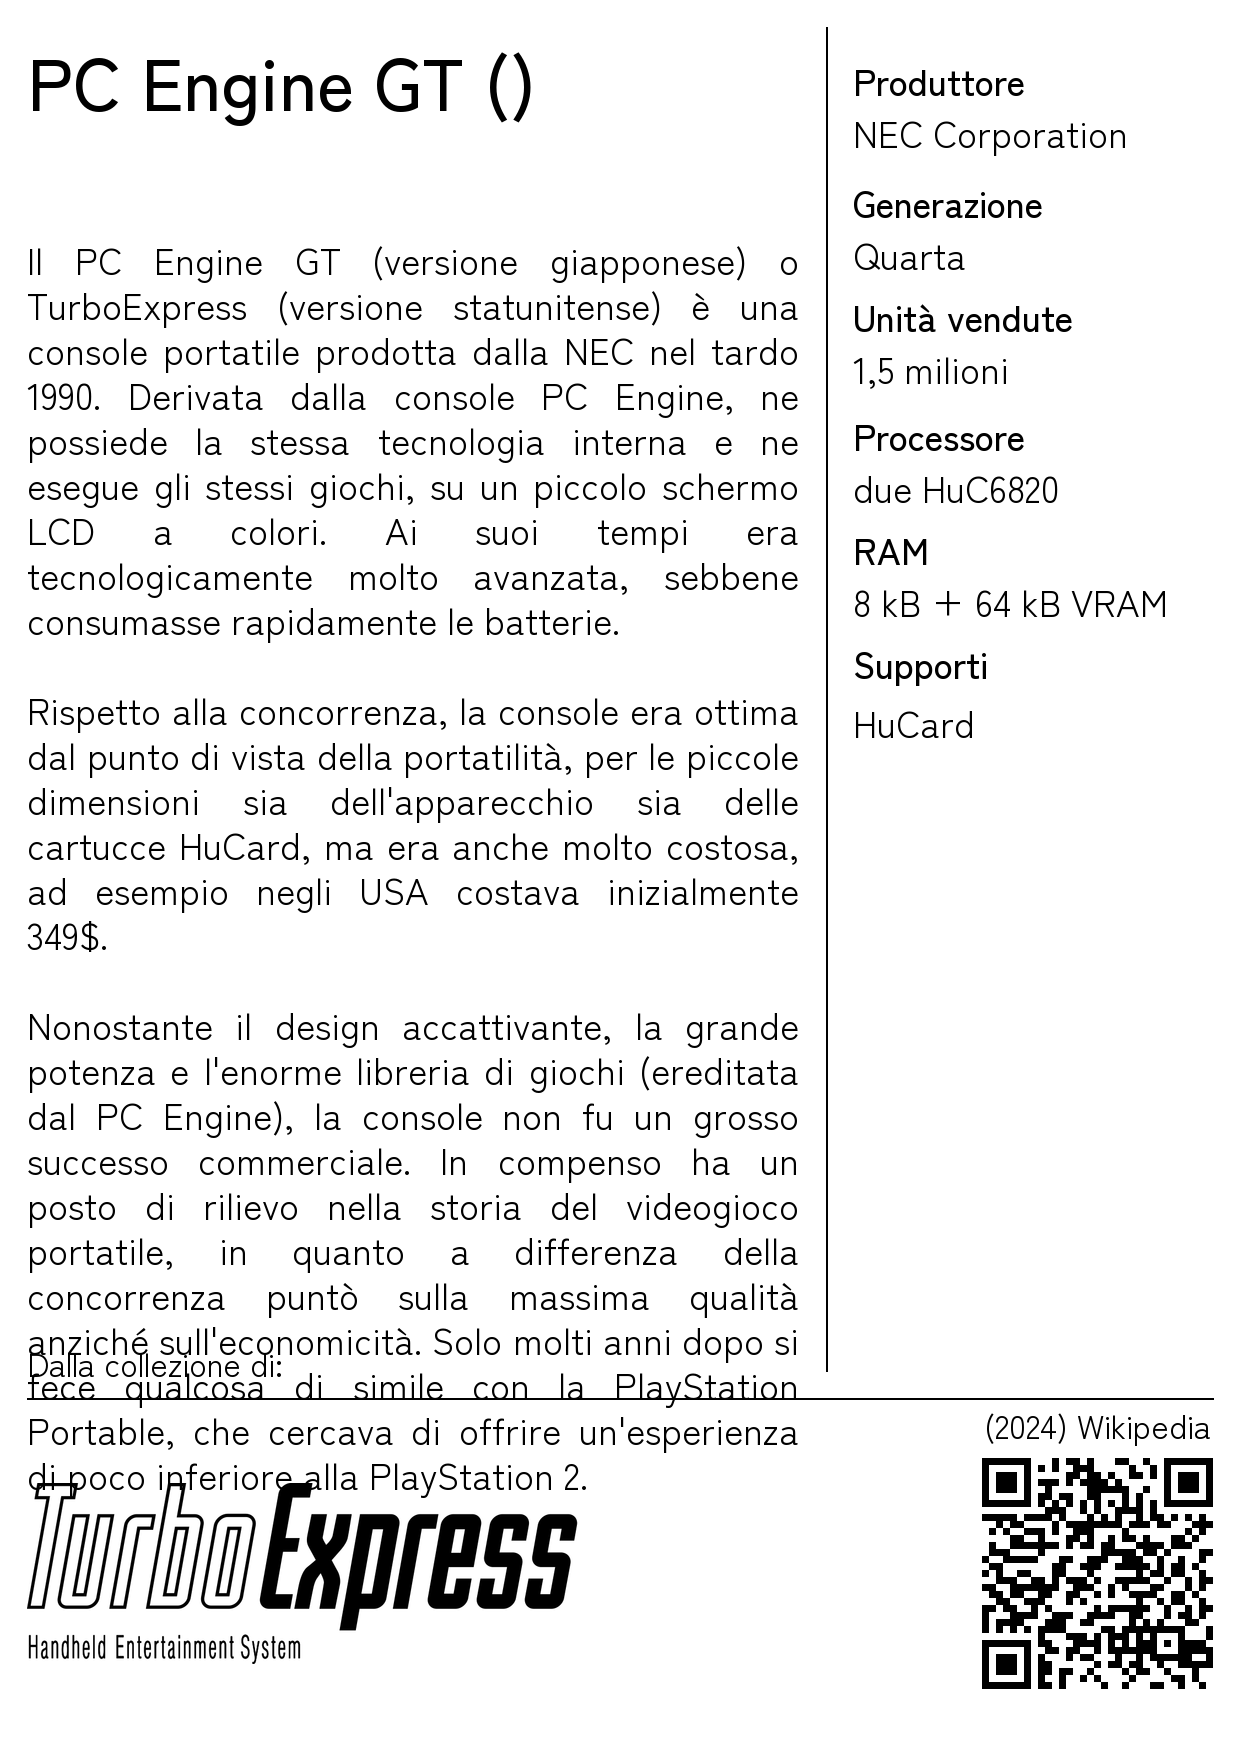 PC Engine GT ()
Il PC Engine GT (versione giapponese) o
TurboExpress (versione statunitense) è una
console portatile prodotta dalla NEC nel tardo
1990. Derivata dalla console PC Engine, ne
possiede la stessa tecnologia interna e ne
esegue gli stessi giochi, su un piccolo schermo
LCD a colori. Ai suoi tempi era
tecnologicamente molto avanzata, sebbene
consumasse rapidamente le batterie.
Rispetto alla concorrenza, la console era ottima
dal punto di vista della portatilità, per le piccole
dimensioni sia dell'apparecchio sia delle
cartucce HuCard, ma era anche molto costosa,
ad esempio negli USA costava inizialmente
349$.
Nonostante il design accattivante, la grande
potenza e l'enorme libreria di giochi (ereditata
dal PC Engine), la console non fu un grosso
successo commerciale. In compenso ha un
posto di rilievo nella storia del videogioco
portatile, in quanto a differenza della
concorrenza puntò sulla massima qualità
anziché sull'economicità. Solo molti anni dopo si
fece qualcosa di simile con la PlayStation
Portable, che cercava di offrire un'esperienza
di poco inferiore alla PlayStation 2.
Produttore
NEC Corporation
Generazione
Quarta
Unità vendute
1,5 milioni
Processore
due HuC6820
RAM
8 kB + 64 kB VRAM
Supporti
HuCard
Dalla collezione di:
TurboExpress
Handheld Entertainment System
(2024) Wikipedia